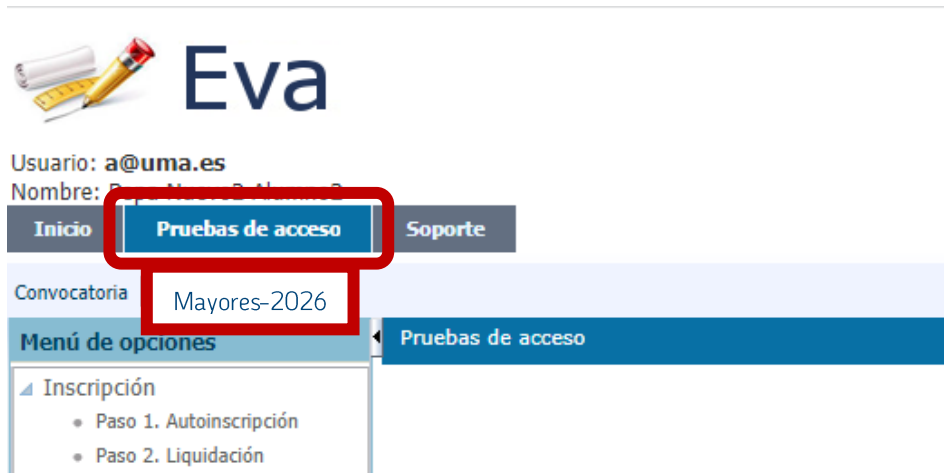 Eva
Usuario: a@uma.es
Nombre:
Inicio Pruebas de acceso Soporte
Convocatoria Mayores-2026
Menú de opciones
Pruebas de acceso
Inscripción
Paso 1. Autoinscripción
Paso 2. Liquidación